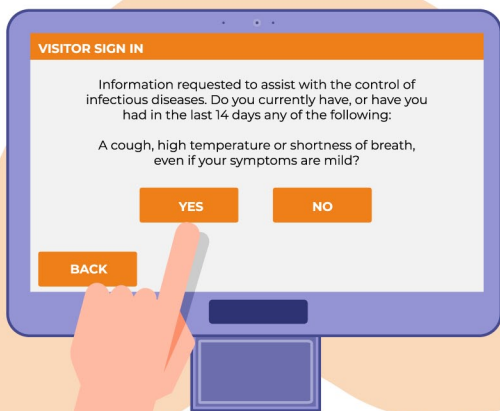 VISITOR SIGN IN
Information requested to assist with the control of
infectious diseases. Do you currently have, or have you
had in the last 14 days any of the following:
A cough, high temperature or shortness of breath,
even if your symptoms are mild?
YES
NO
BACK